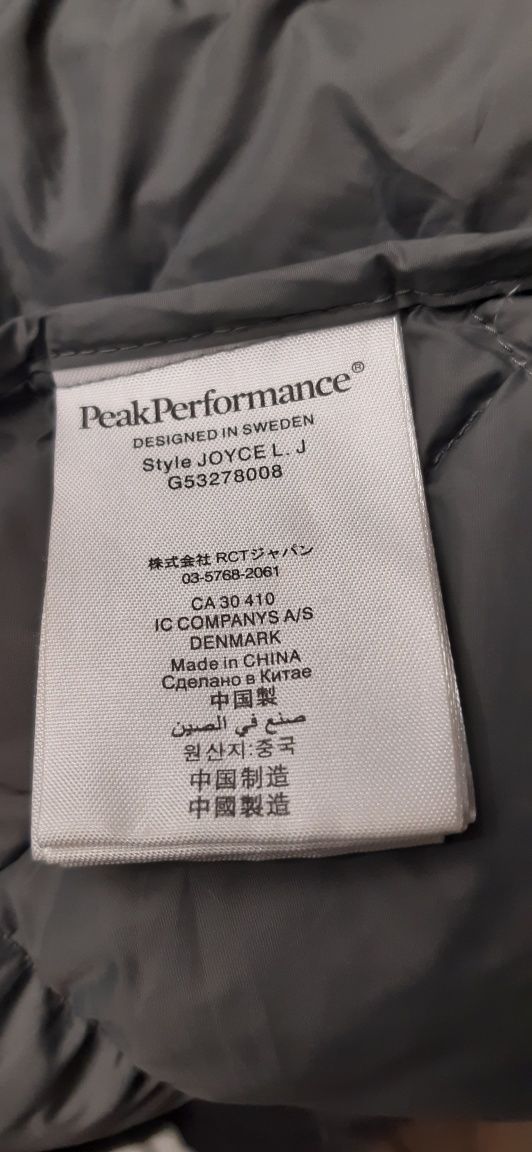 PeakPerformance®
DESIGNED IN SWEDEN
Style JOYCE L. J
G53278008
株式会社 RCTジャパン
03-5768-2061
CA 30 410
IC COMPANYS A/S
DENMARK
Made in CHINA
Сделано в Китае
中国製
صنع في الصين
원산지:중국
中国制造
中國製造